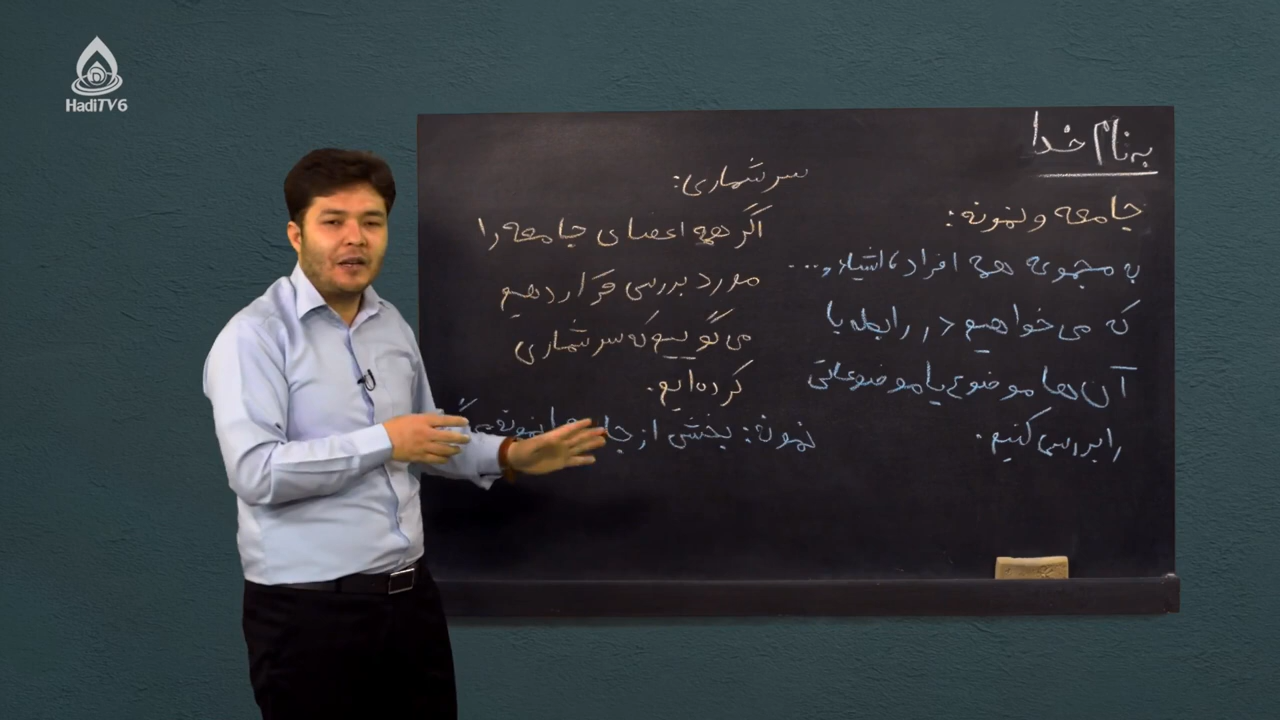 HadiTV6
به نام خدا
جامعه و نمونه:
به مجموعه همه افراد، اشیاء و...
که می‌خواهیم در رابطه با
آن‌ها موضوع یا موضوعاتی
را بررسی کنیم.
سرشماری:
اگر همه اعضای جامعه را
مورد بررسی قرار دهیم
می‌گوییم که سرشماری
کرده‌ایم.
نمونه: بخشی از